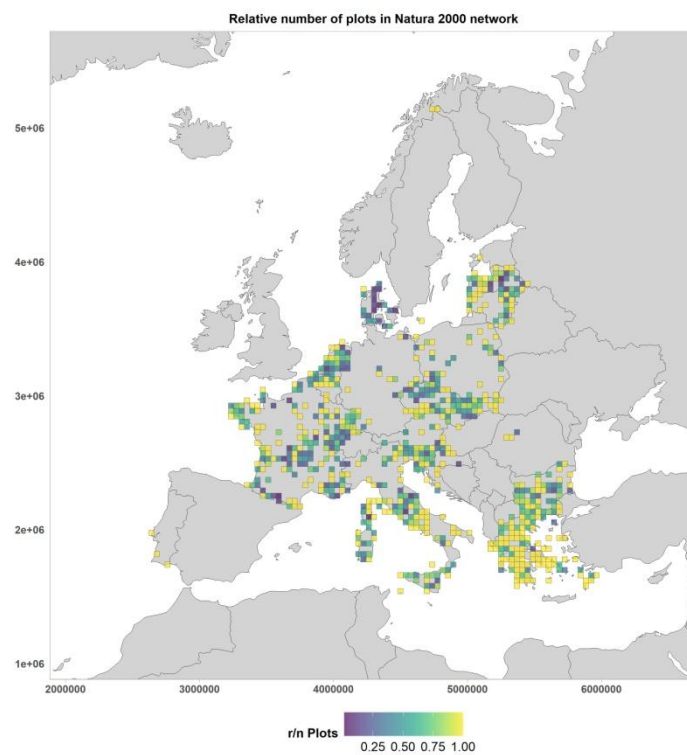 Relative number of plots in Natura 2000 network
5e+06
4e+06
3e+06
2e+06
1e+06
2000000 3000000 4000000 5000000 6000000
r/n Plots
0.25 0.50 0.75 1.00